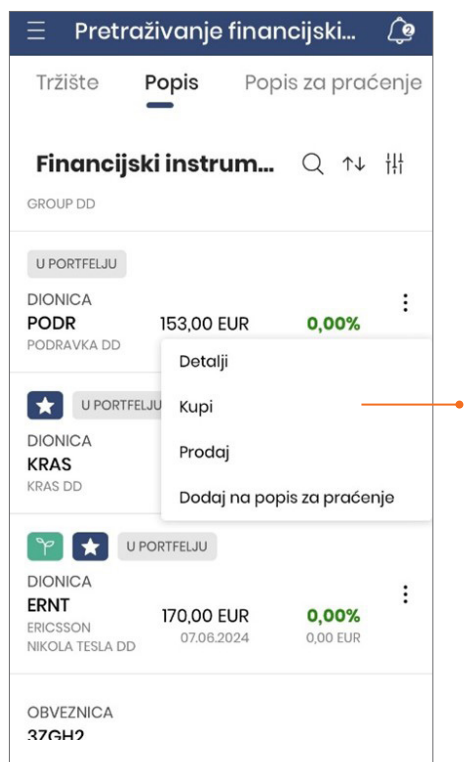 Pretraživanje financijski...
2
Tržište Popis Popis za praćenje
Financijski instrum...
GROUP DD
U PORTFELJU
DIONICA
PODR 153,00 EUR 0,00%
PODRAVKA DD
Detalji
U PORTFELJU
Kupi
DIONICA
KRAS
Prodaj
KRAS DD
Dodaj na popis za praćenje
U PORTFELJU
DIONICA
ERNT 170,00 EUR 0,00%
ERICSSON 07.06.2024 0,00 EUR
NIKOLA TESLA DD
OBVEZNICA
37GH2